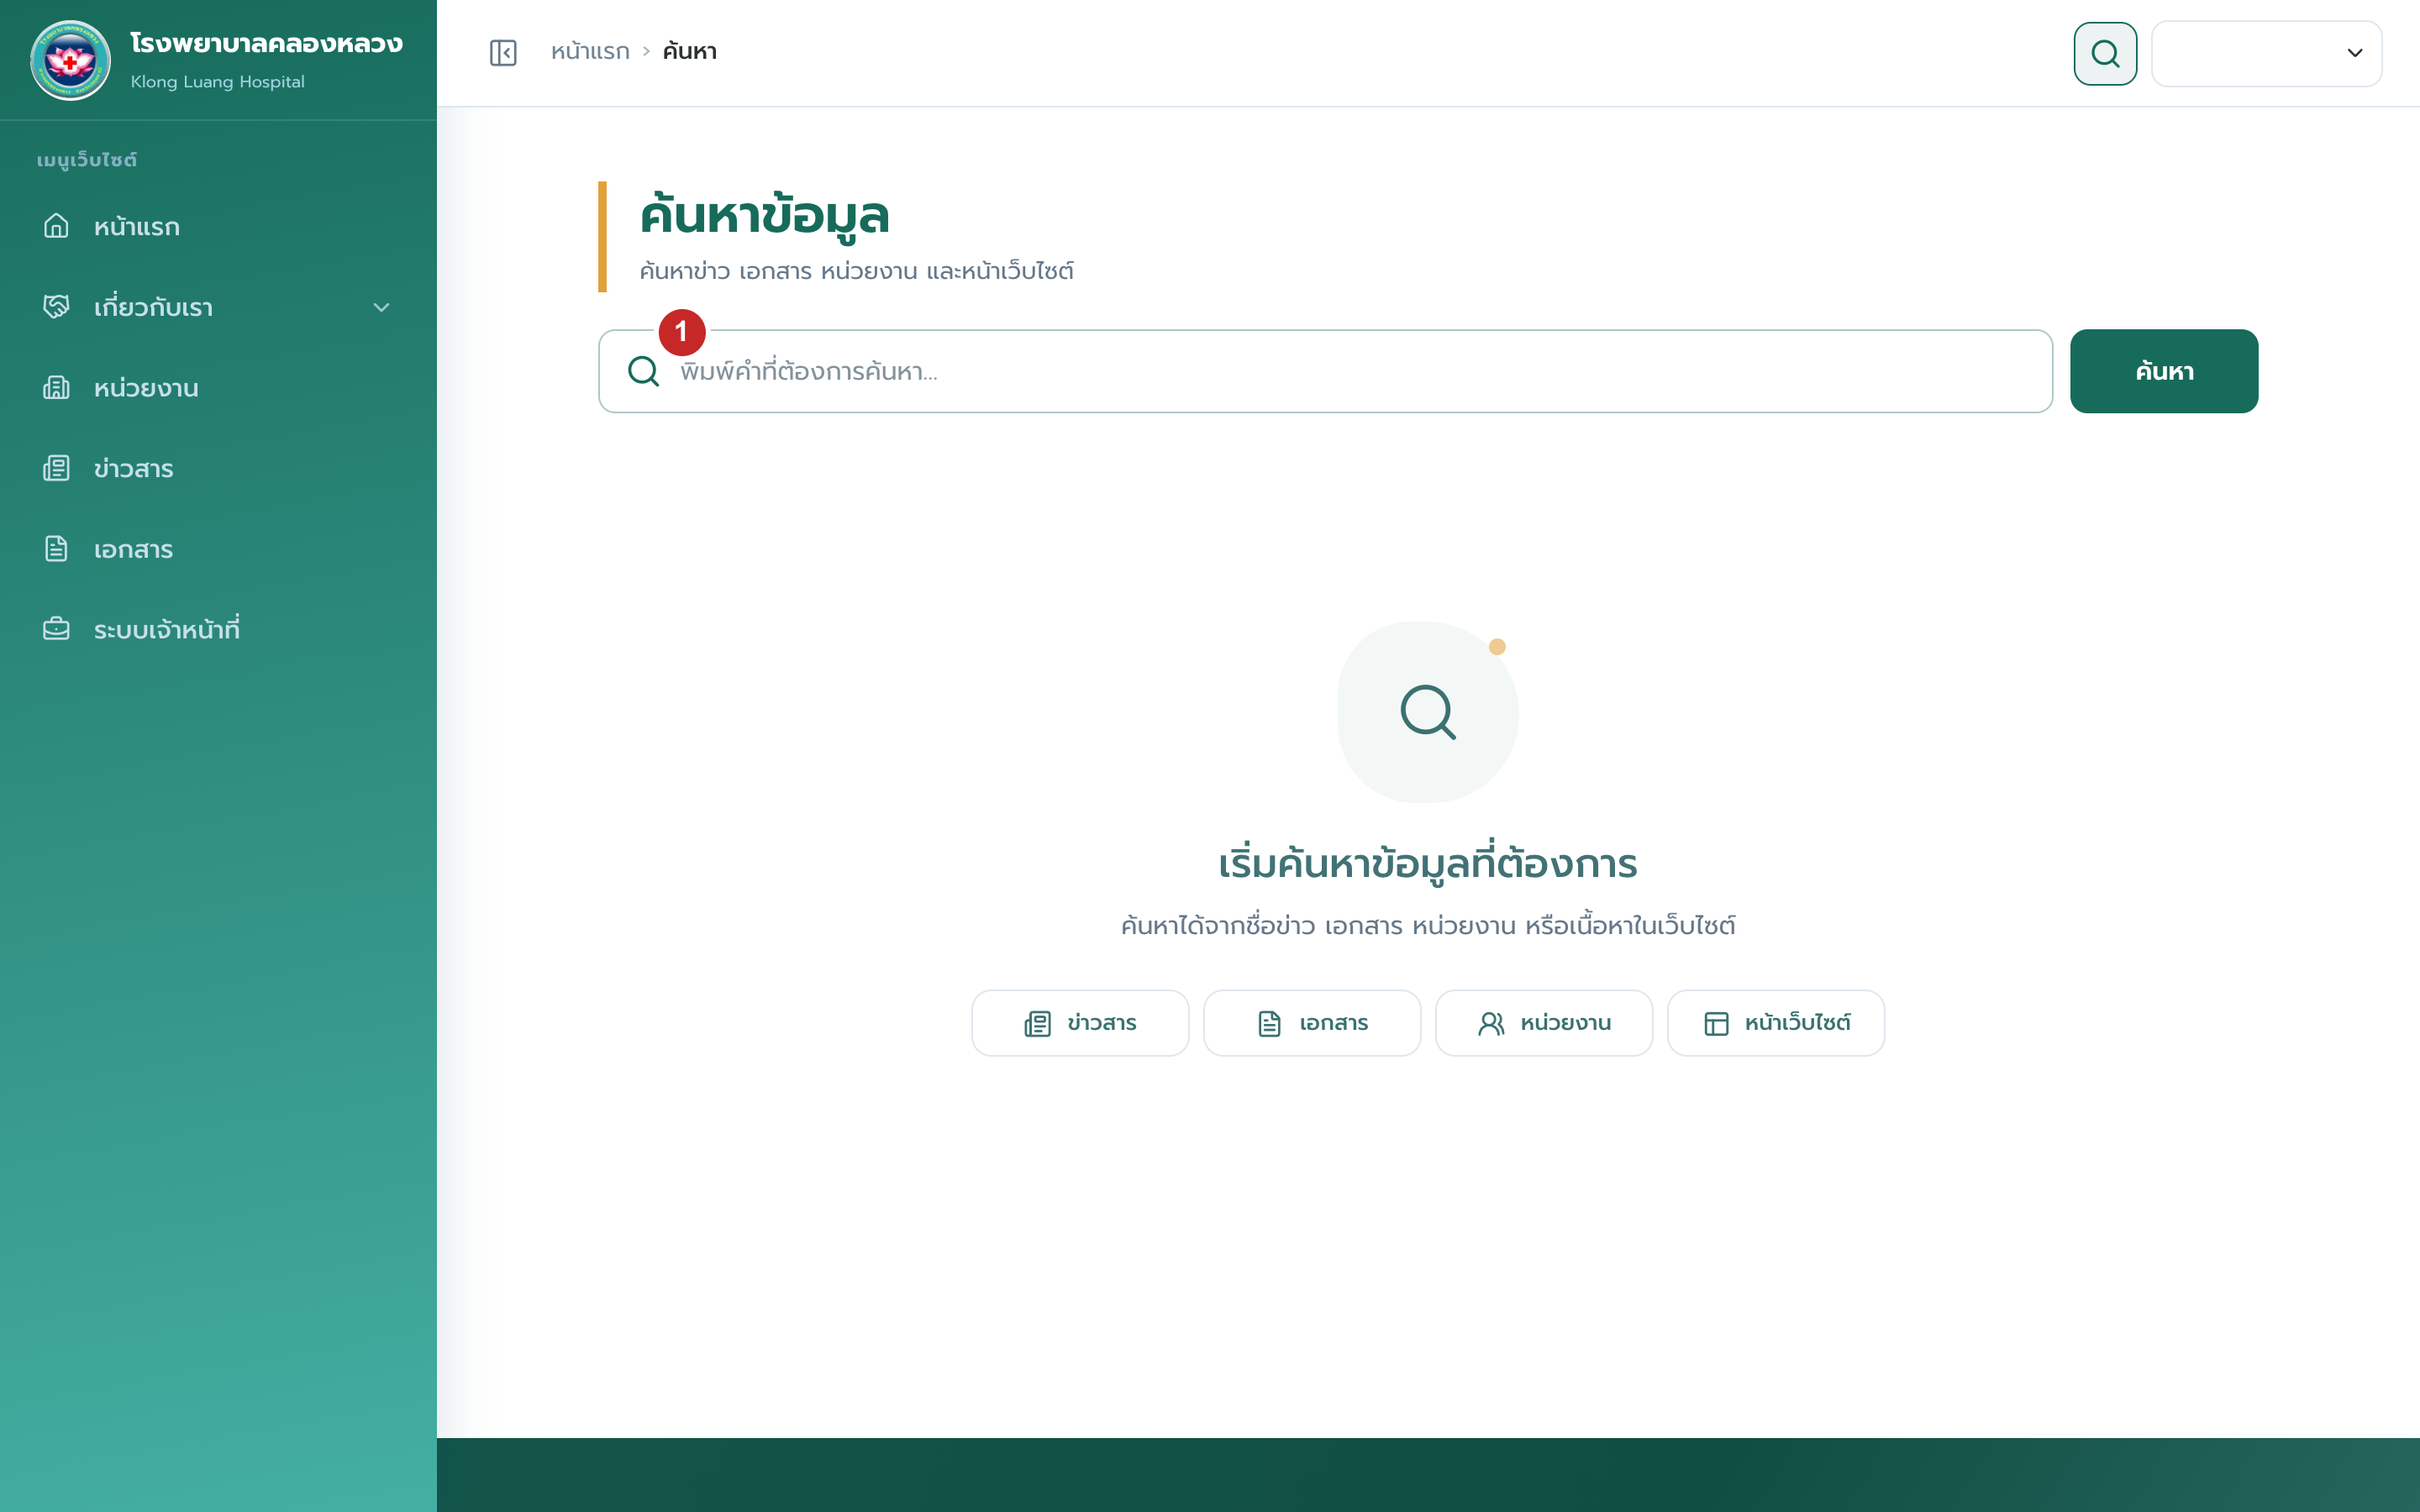 โรงพยาบาลคลองหลวง
Klong Luang Hospital
เมนูเว็บไซต์
หน้าแรก
เกี่ยวกับเรา
หน่วยงาน
ข่าวสาร
เอกสาร
ระบบเจ้าหน้าที่
หน้าแรก › ค้นหา
ค้นหาข้อมูล
ค้นหาข่าว เอกสาร หน่วยงาน และหน้าเว็บไซต์
1
พิมพ์คำที่ต้องการค้นหา...
ค้นหา
เริ่มค้นหาข้อมูลที่ต้องการ
ค้นหาได้จากชื่อข่าว เอกสาร หน่วยงาน หรือเนื้อหาในเว็บไซต์
ข่าวสาร เอกสาร หน่วยงาน หน้าเว็บไซต์